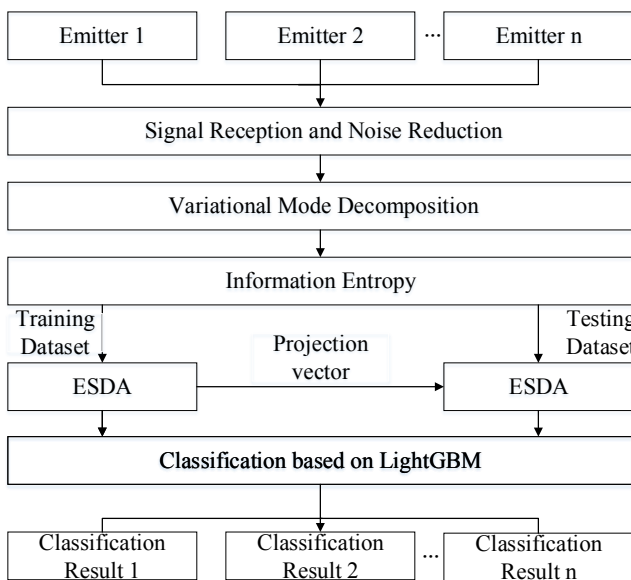 Emitter 1
Emitter 2
...
Emitter n
Signal Reception and Noise Reduction
Variational Mode Decomposition
Information Entropy
Training
Dataset
Projection
vector
Testing
Dataset
ESDA
ESDA
Classification based on LightGBM
Classification
Result 1
Classification
Result 2
...
Classification
Result n